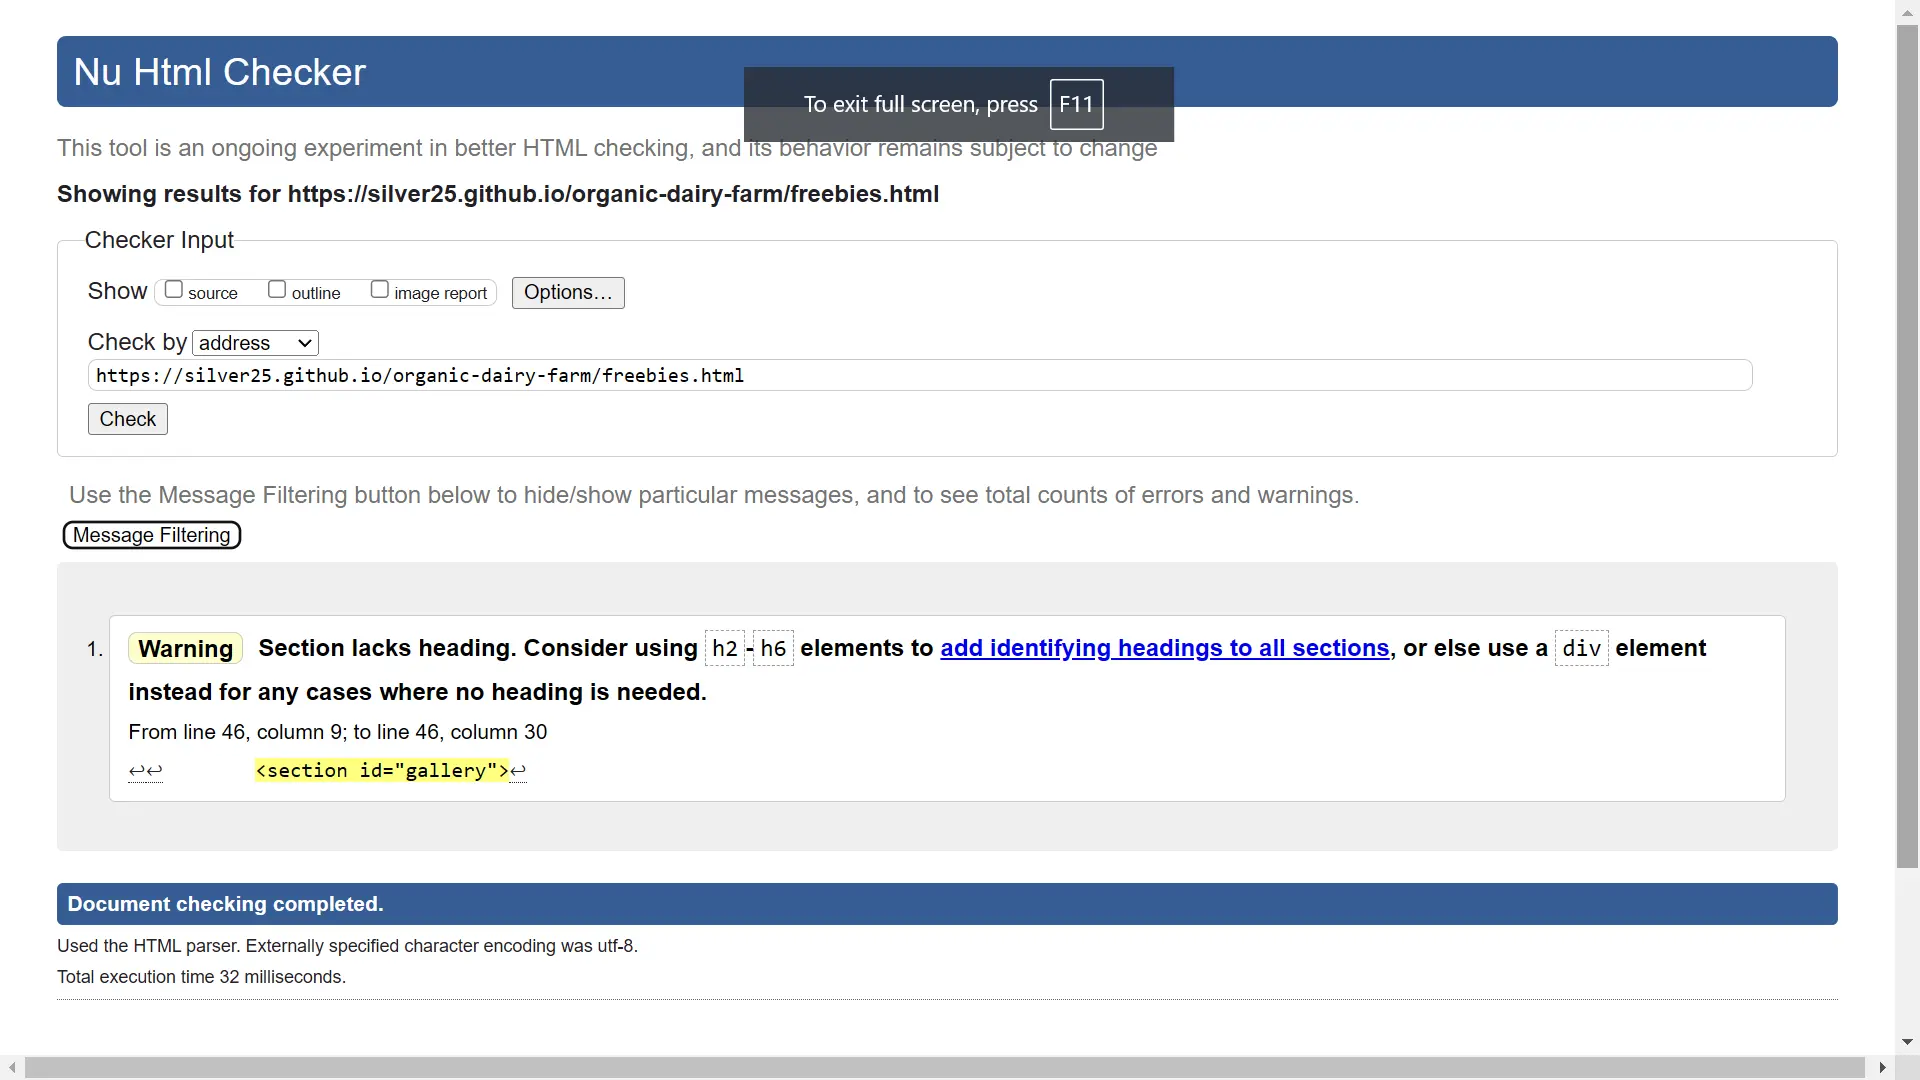 Nu Html Checker
To exit full screen, press F11
This tool is an ongoing experiment in better HTML checking, and its behavior remains subject to change
Showing results for https://silver25.github.io/organic-dairy-farm/freebies.html
Checker Input
Show source outline image report Options...
Check by address
https://silver25.github.io/organic-dairy-farm/freebies.html
Check
Use the Message Filtering button below to hide/show particular messages, and to see total counts of errors and warnings.
Message Filtering
1. Warning Section lacks heading. Consider using h2-h6 elements to add identifying headings to all sections, or else use a div element
instead for any cases where no heading is needed.
From line 46, column 9; to line 46, column 30
↩↩ <section id="gallery">↩
Document checking completed.
Used the HTML parser. Externally specified character encoding was utf-8.
Total execution time 32 milliseconds.